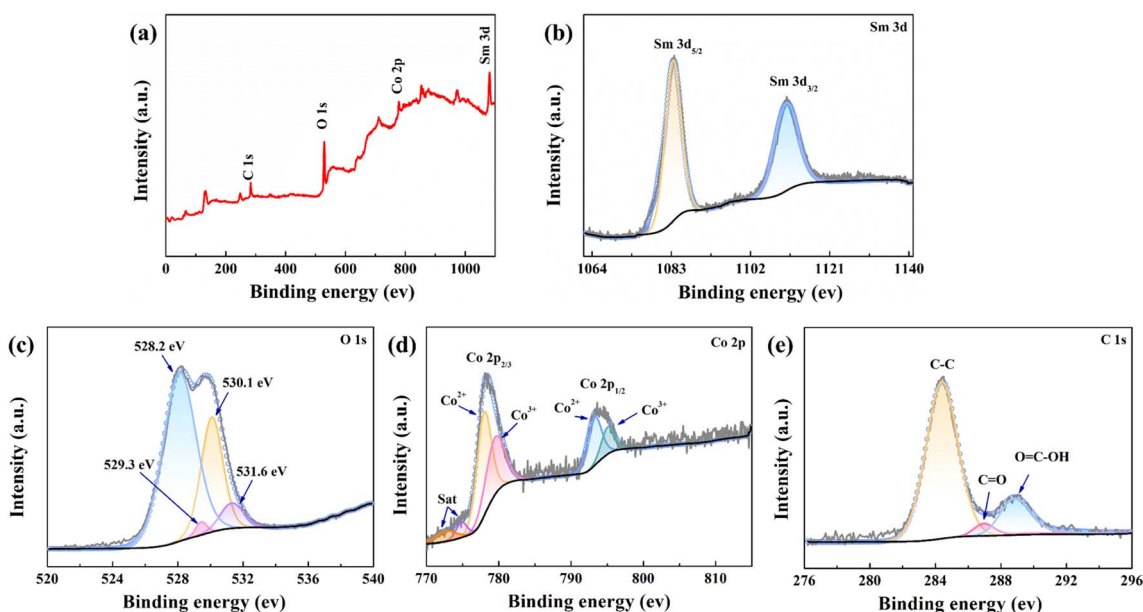 (a)
Intensity (a.u.)
C 1s
O 1s
Co 2p
Sm 3d
0 200 400 600 800 1000
Binding energy (ev)
(b)
Sm 3d
Sm 3d5/2
Sm 3d3/2
Intensity (a.u.)
1064 1083 1102 1121 1140
Binding energy (ev)
(c)
O 1s
528.2 eV
530.1 eV
529.3 eV
531.6 eV
Intensity (a.u.)
520 524 528 532 536 540
Binding energy (ev)
(d)
Co 2p
Co 2p2/3
Co 2p1/2
Co2+
Co3+
Co2+
Co3+
Sat
Intensity (a.u.)
770 780 790 800 810
Binding energy (ev)
(e)
C 1s
C-C
O=C-OH
C=O
Intensity (a.u.)
276 280 284 288 292 296
Binding energy (ev)